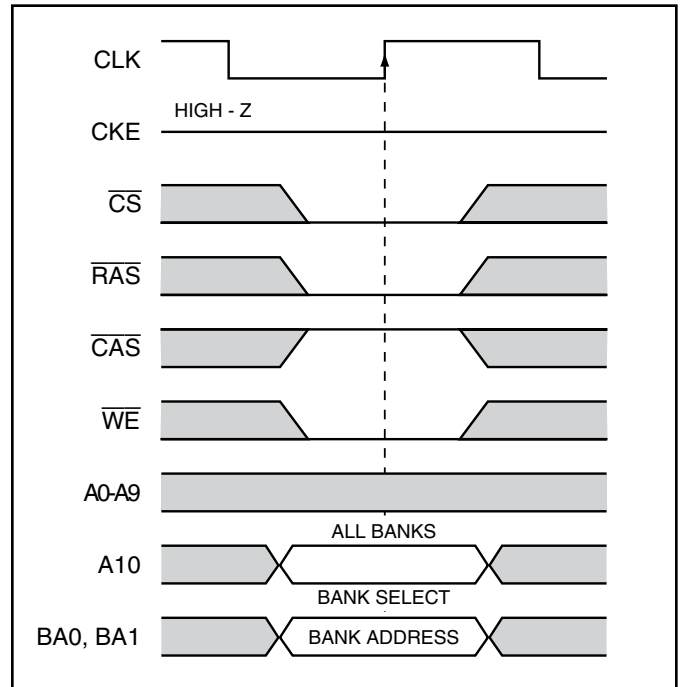 CLK
HIGH - Z
CKE
CS
RAS
CAS
WE
A0-A9
ALL BANKS
A10
BANK SELECT
BA0, BA1
BANK ADDRESS